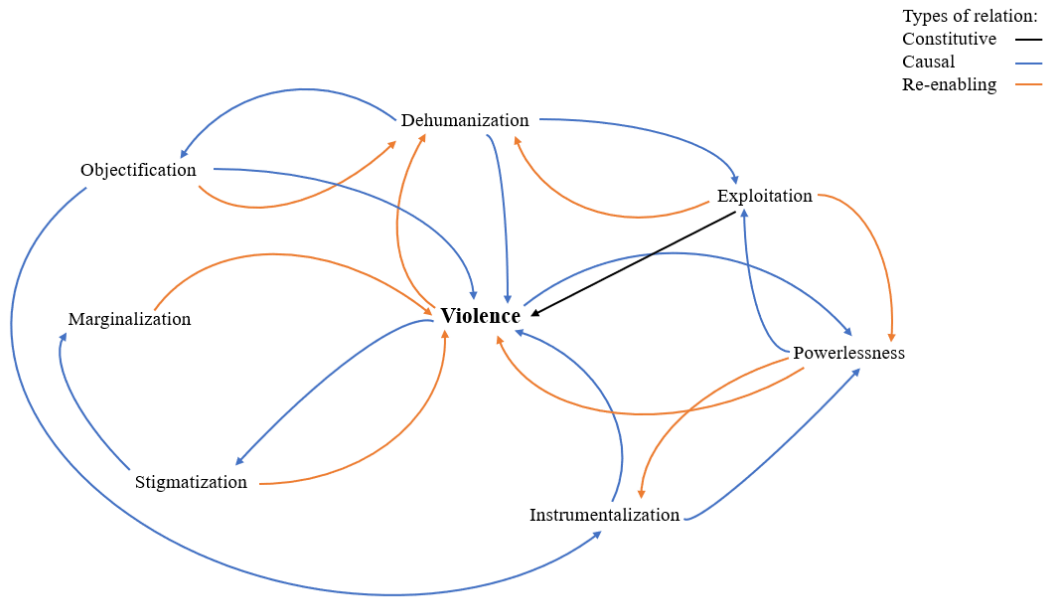 Types of relation:
Constitutive
Causal
Re-enabling
Dehumanization
Objectification
Exploitation
Violence
Marginalization
Powerlessness
Stigmatization
Instrumentalization